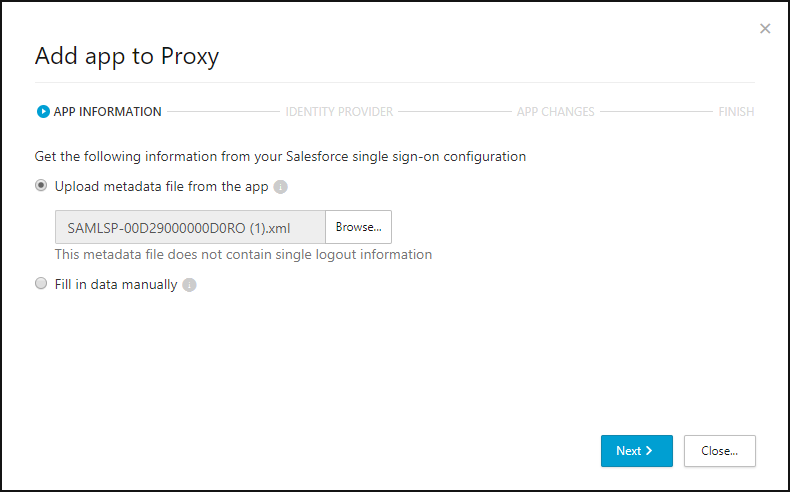 Add app to Proxy
APP INFORMATION IDENTITY PROVIDER APP CHANGES FINISH
Get the following information from your Salesforce single sign-on configuration
Upload metadata file from the app
SAMLSP-00D29000000D0RO (1).xml Browse...
This metadata file does not contain single logout information
Fill in data manually
Next Close...